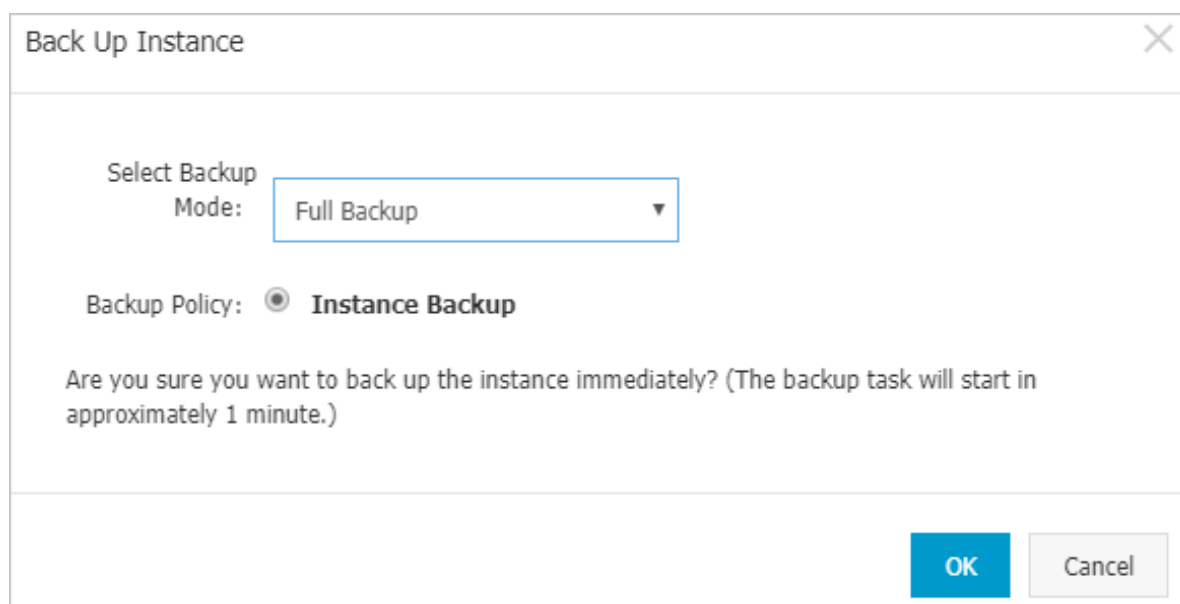 Back Up Instance
Select Backup
Mode:
Full Backup
Backup Policy:
Instance Backup
Are you sure you want to back up the instance immediately? (The backup task will start in
approximately 1 minute.)
OK
Cancel